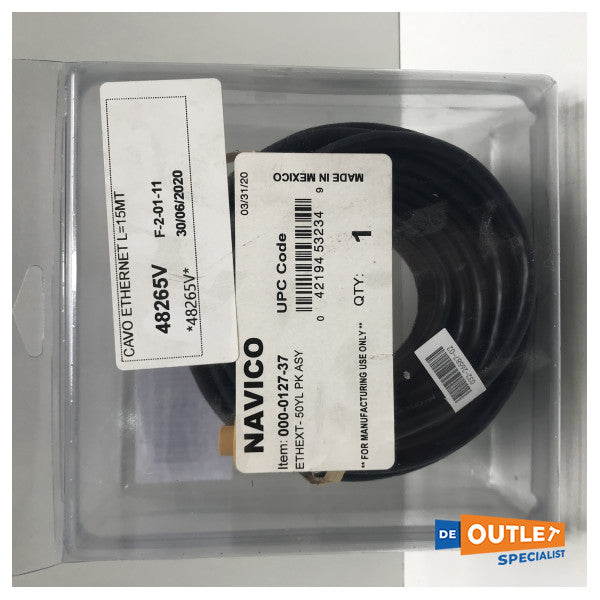 CAVO ETHERNET L=15MT
48265V
F-2-01-11
*48265V*
30/06/2020
NAVICO
Item: 000-0127-37
ETHEXT- 50YL PK ASY
03/31/20
UPC Code
0 42194 53234 9
MADE IN MEXICO
QTY: 1
** FOR MANUFACTURING USE ONLY **
DE OUTLET
SPECIALIST